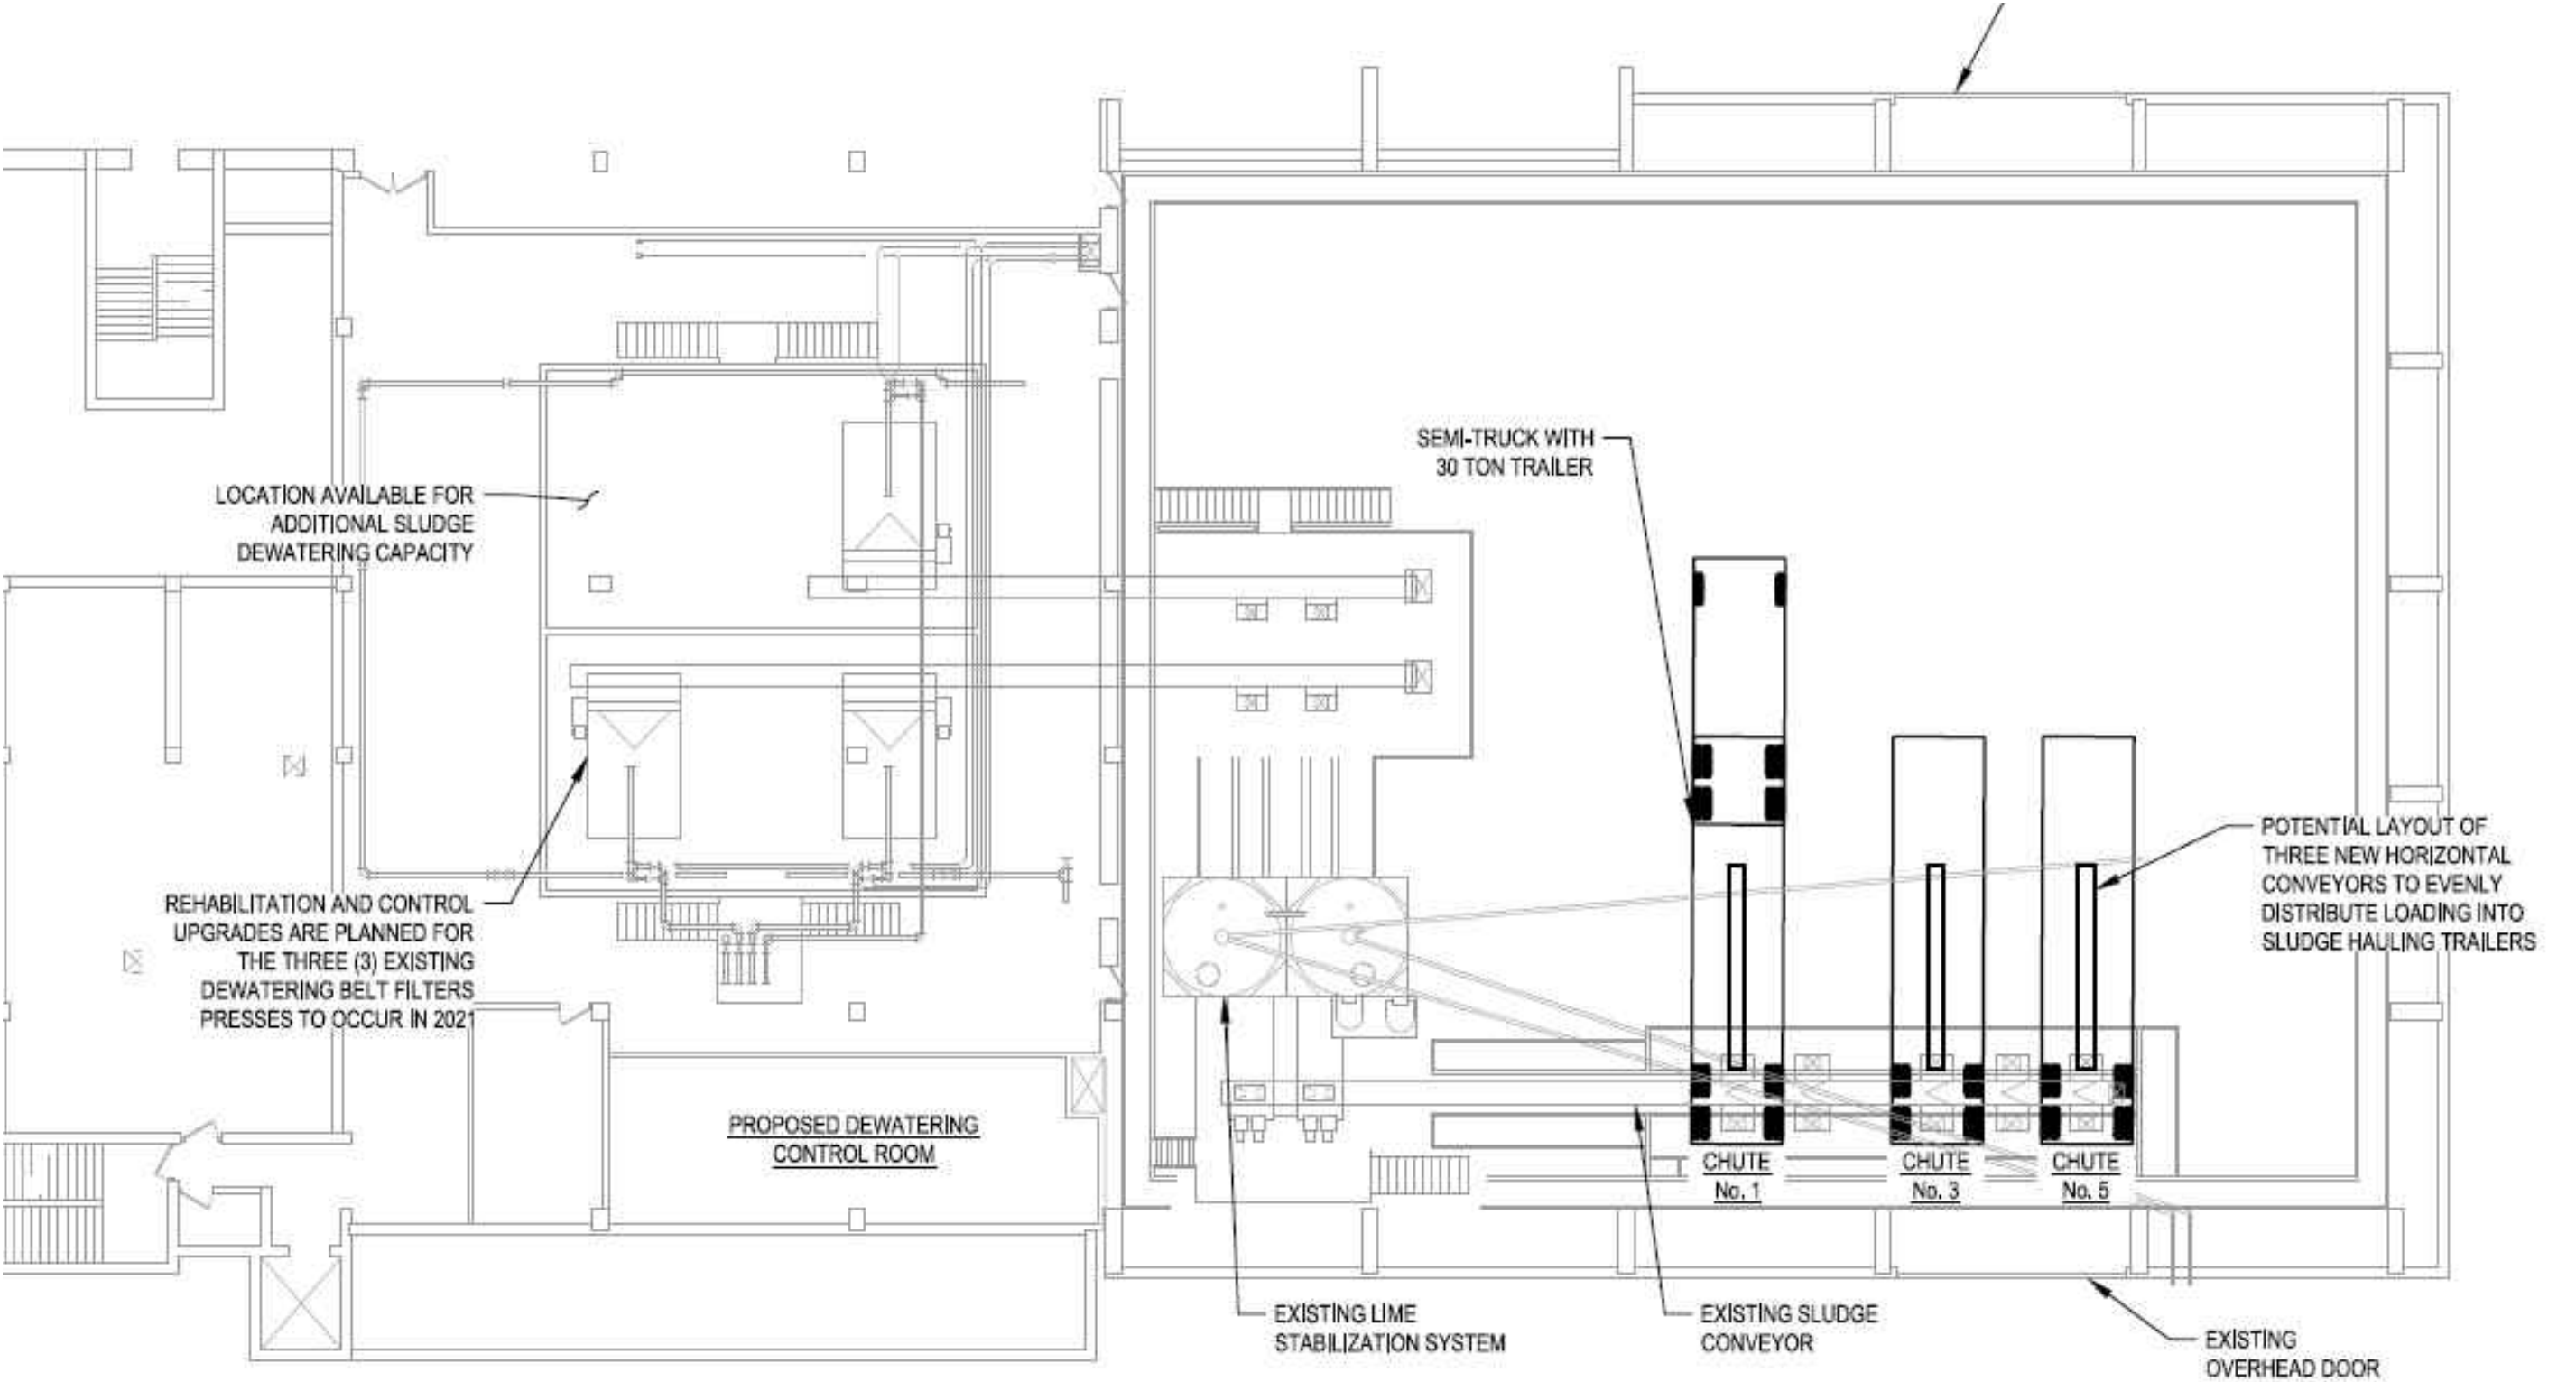 SEMI-TRUCK WITH
30 TON TRAILER
LOCATION AVAILABLE FOR
ADDITIONAL SLUDGE
DEWATERING CAPACITY
POTENTIAL LAYOUT OF
THREE NEW HORIZONTAL
CONVEYORS TO EVENLY
DISTRIBUTE LOADING INTO
SLUDGE HAULING TRAILERS
REHABILITATION AND CONTROL
UPGRADES ARE PLANNED FOR
THE THREE (3) EXISTING
DEWATERING BELT FILTERS
PRESSES TO OCCUR IN 2021
PROPOSED DEWATERING
CONTROL ROOM
CHUTE
No. 1
CHUTE
No. 3
CHUTE
No. 5
EXISTING LIME
STABILIZATION SYSTEM
EXISTING SLUDGE
CONVEYOR
EXISTING
OVERHEAD DOOR